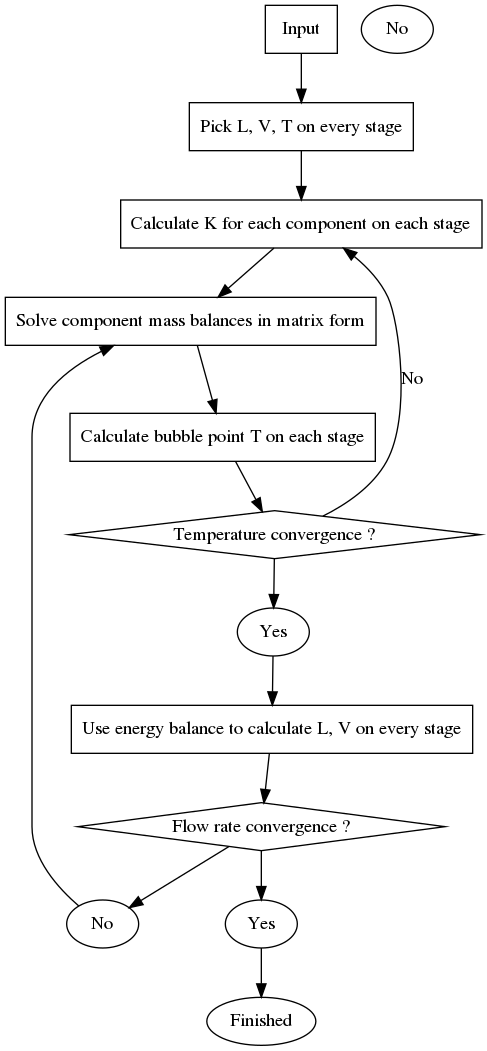 Input
No
Pick L, V, T on every stage
Calculate K for each component on each stage
Solve component mass balances in matrix form
No
Calculate bubble point T on each stage
Temperature convergence ?
Yes
Use energy balance to calculate L, V on every stage
Flow rate convergence ?
No
Yes
Finished